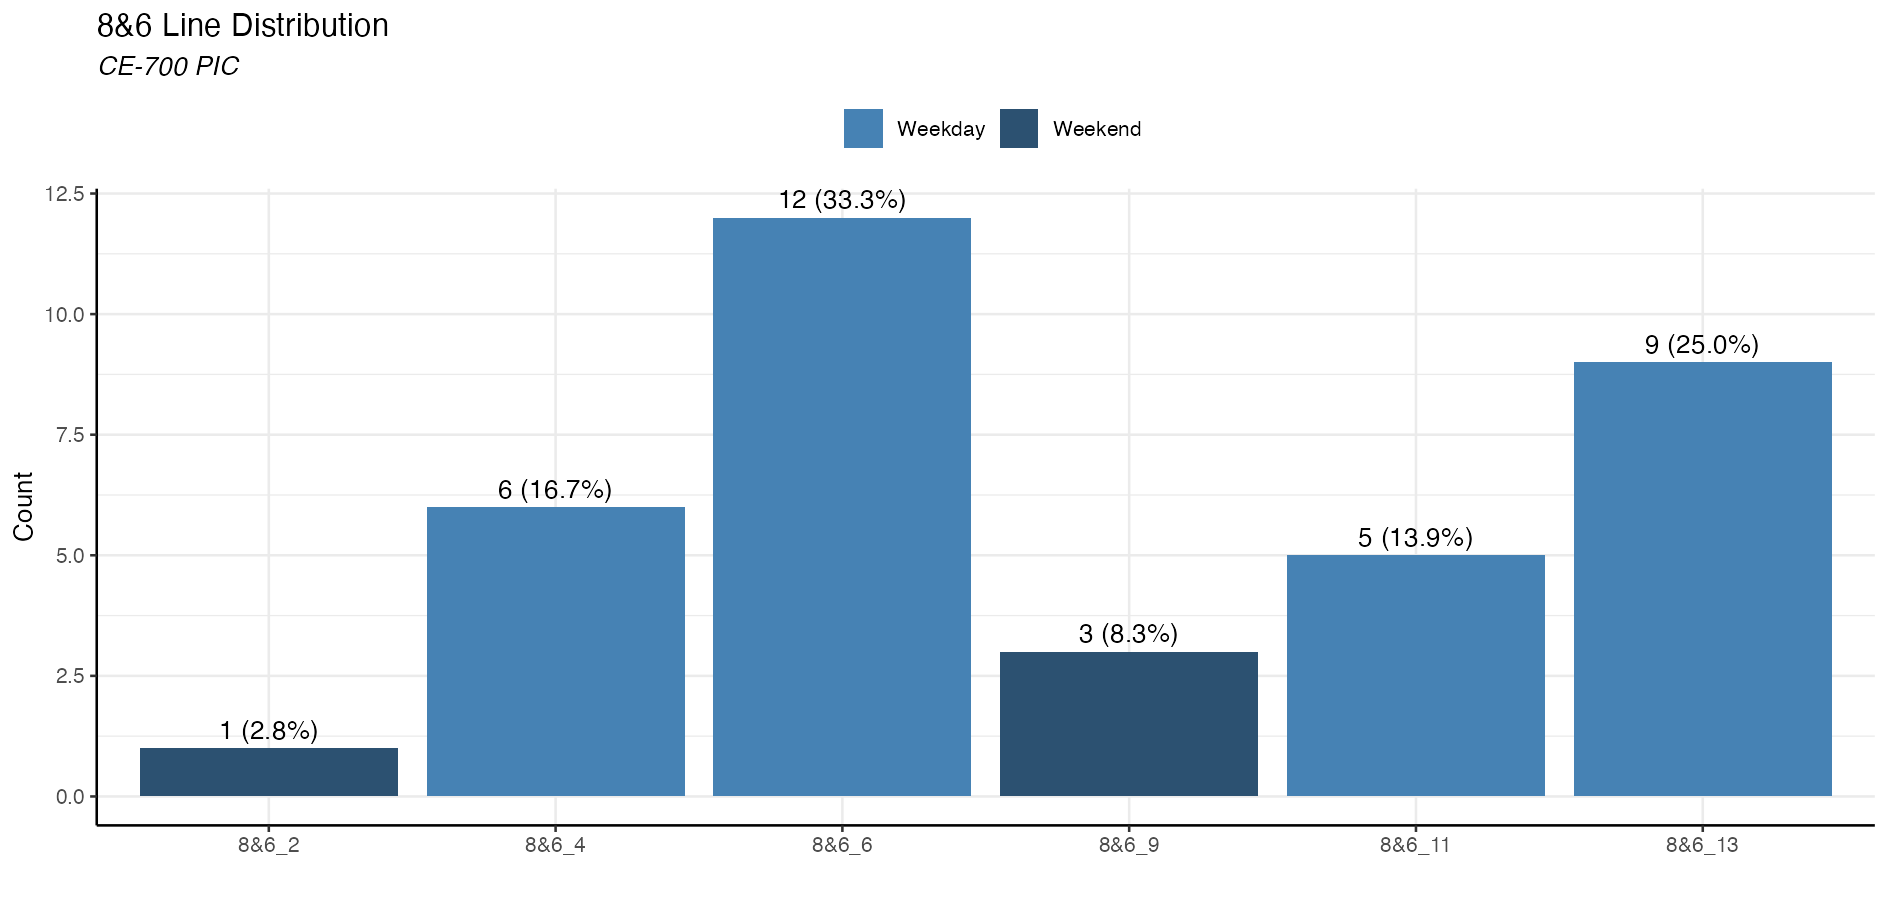 8&6 Line Distribution
CE-700 PIC
Weekday Weekend
12.5
10.0
7.5
5.0
2.5
0.0
Count
1 (2.8%)
6 (16.7%)
12 (33.3%)
3 (8.3%)
5 (13.9%)
9 (25.0%)
8&6_2 8&6_4 8&6_6 8&6_9 8&6_11 8&6_13